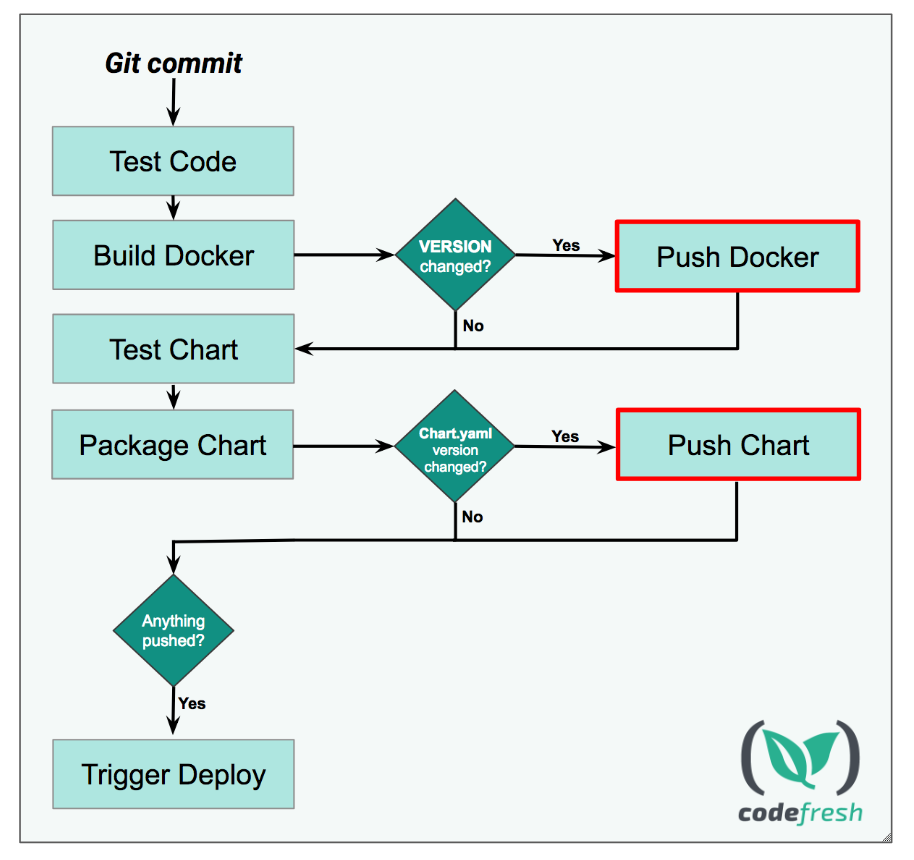 Git commit
Test Code
Build Docker
VERSION
changed?
Yes
Push Docker
No
Test Chart
Package Chart
Chart.yaml
version
changed?
Yes
Push Chart
No
Anything
pushed?
Yes
Trigger Deploy
codefresh